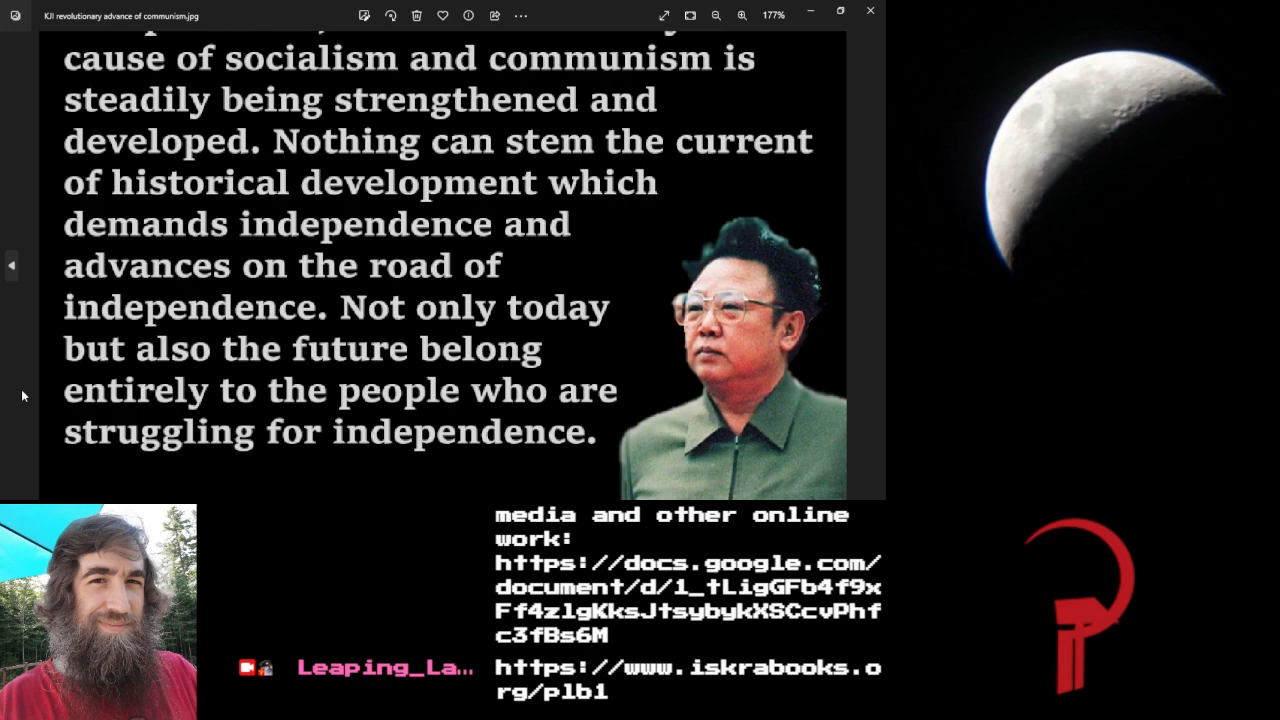 KJI revolutionary advance of communism.jpg
177%
cause of socialism and communism is
steadily being strengthened and
developed. Nothing can stem the current
of historical development which
demands independence and
advances on the road of
independence. Not only today
but also the future belong
entirely to the people who are
struggling for independence.
media and other online
work:
https://docs.google.com/
document/d/1_tLigGFb4f9x
Ff4zlgKksJtsybykXSCcvPhf
c3fBs6M
Leaping_La…
https://www.iskrabooks.o
rg/plb1